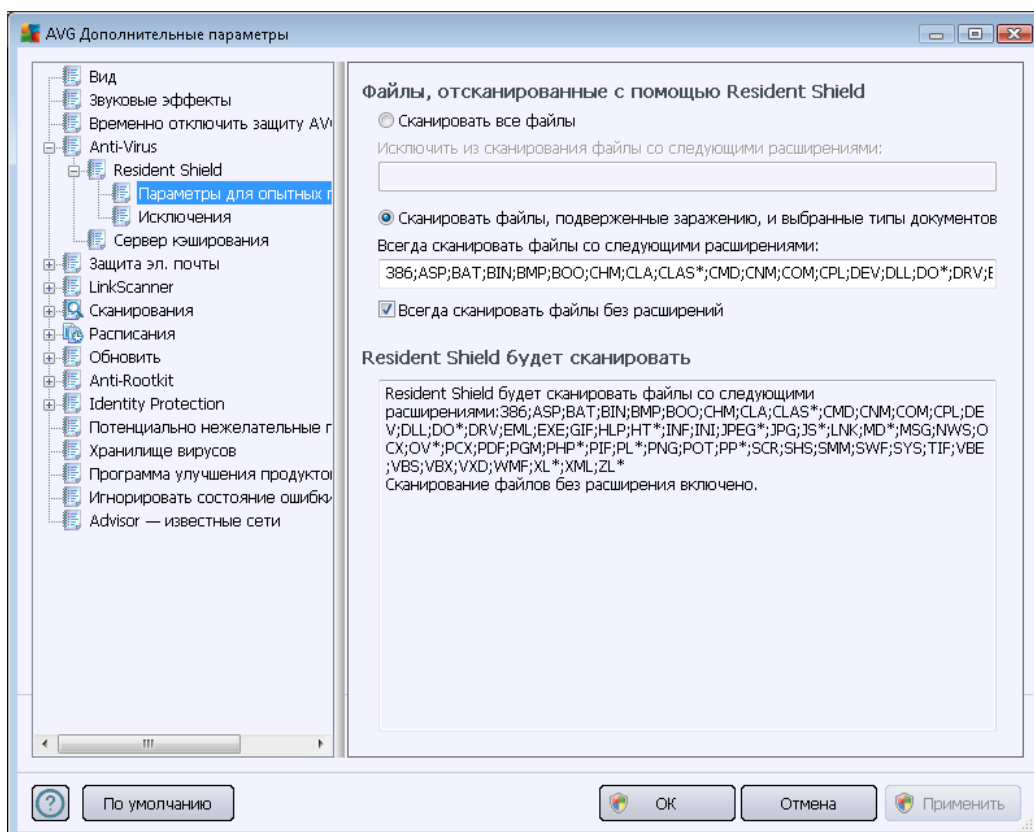 AVG Дополнительные параметры
Вид
Звуковые эффекты
Временно отключить защиту AV
Anti-Virus
Resident Shield
Параметры для опытных г
Исключения
Сервер кэширования
Защита эл. почты
LinkScanner
Сканирования
Расписания
Обновить
Anti-Rootkit
Identity Protection
Потенциально нежелательные г
Хранилище вирусов
Программа улучшения продукто
Игнорировать состояние ошибки
Advisor — известные сети
Файлы, отсканированные с помощью Resident Shield
Сканировать все файлы
Исключить из сканирования файлы со следующими расширениями:
Сканировать файлы, подверженные заражению, и выбранные типы документов
Всегда сканировать файлы со следующими расширениями:
386;ASP;BAT;BIN;BMP;BOO;CHM;CLA;CLAS*;CMD;CNM;COM;CPL;DEV;DLL;DO*;DRV;E
Всегда сканировать файлы без расширений
Resident Shield будет сканировать
Resident Shield будет сканировать файлы со следующими
расширениями:386;ASP;BAT;BIN;BMP;BOO;CHM;CLA;CLAS*;CMD;CNM;COM;CPL;DE
V;DLL;DO*;DRV;EML;EXE;GIF;HLP;HT*;INF;INI;JPEG*;JPG;JS*;LNK;MD*;MSG;NWS;O
CX;OV*;PCX;PDF;PGM;PHP*;PIF;PL*;PNG;POT;PP*;SCR;SHS;SMM;SWF;SYS;TIF;VBE
;VBS;VBX;VXD;WMF;XL*;XML;ZL*
Сканирование файлов без расширения включено.
По умолчанию
ОК
Отмена
Применить